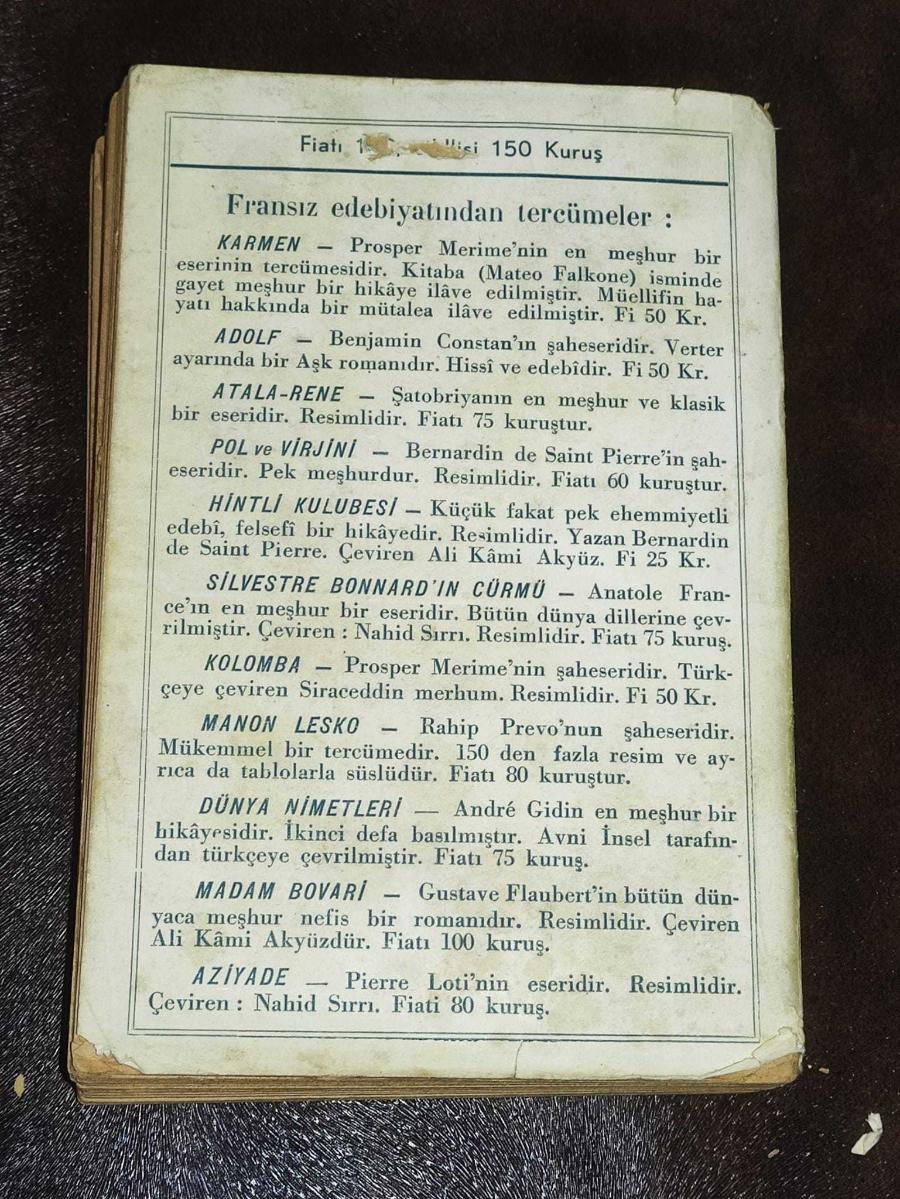 Fiatı 150 Kuruş
Fransız edebiyatından tercümeler :
KARMEN — Prosper Merime'nin en meşhur bir
eserinin tercümesidir. Kitaba (Mateo Falkone) isminde
gayet meşhur bir hikâye ilâve edilmiştir. Müellifin ha-
yatı hakkında bir mütalea ilâve edilmiştir. Fi 50 Kr.
ADOLF — Benjamin Constan'ın şaheseridir. Verter
ayarında bir Aşk romanıdır. Hissî ve edebîdir. Fi 50 Kr.
ATALA-RENE — Şatobriyanın en meşhur ve klasik
bir eseridir. Resimlidir. Fiatı 75 kuruştur.
POL ve VİRJİNİ — Bernardin de Saint Pierre'in şah-
eseridir. Pek meşhurdur. Resimlidir. Fiatı 60 kuruştur.
HİNTLİ KULUBESİ — Küçük fakat pek ehemmiyetli
edebî, felsefî bir hikâyedir. Resimlidir. Yazan Bernardin
de Saint Pierre. Çeviren Ali Kâmi Akyüz. Fi 25 Kr.
SİLVESTRE BONNARD'IN CÜRMÜ — Anatole Fran-
ce'ın en meşhur bir eseridir. Bütün dünya dillerine çev-
rilmiştir. Çeviren : Nahid Sırrı. Resimlidir. Fiatı 75 kuruş.
KOLOMBA — Prosper Merime'nin şaheseridir. Türk-
çeye çeviren Siraceddin merhum. Resimlidir. Fi 50 Kr.
MANON LESKO — Rahip Prevo'nun şaheseridir.
Mükemmel bir tercümedir. 150 den fazla resim ve ay-
rıca da tablolarla süslüdür. Fiatı 80 kuruştur.
DÜNYA NİMETLERİ — André Gidin en meşhur bir
hikâyesidir. İkinci defa basılmıştır. Avni İnsel tarafın-
dan türkçeye çevrilmiştir. Fiatı 75 kuruş.
MADAM BOVARİ — Gustave Flaubert'in bütün dün-
yaca meşhur nefis bir romanıdır. Resimlidir. Çeviren
Ali Kâmi Akyüzdür. Fiatı 100 kuruş.
AZİYADE — Pierre Loti'nin eseridir. Resimlidir.
Çeviren : Nahid Sırrı. Fiati 80 kuruş.